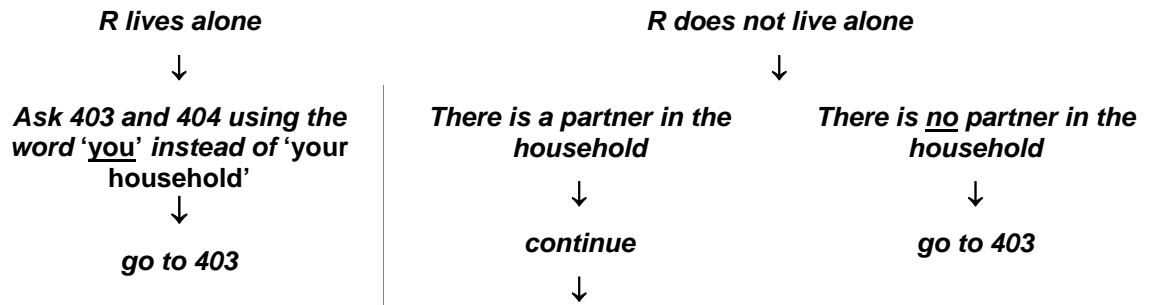 R lives alone
R does not live alone
↓
↓
Ask 403 and 404 using the
word ‘you’ instead of ‘your
household’
↓
go to 403
There is a partner in the
household
↓
continue
↓
There is no partner in the
household
↓
go to 403